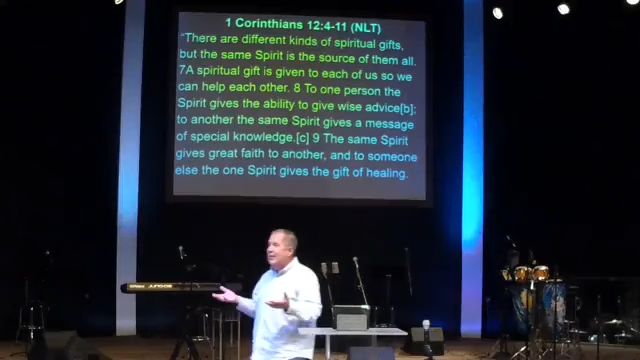 1 Corinthians 12:4-11 (NLT)
"There are different kinds of spiritual gifts,
but the same Spirit is the source of them all.
7A spiritual gift is given to each of us so we
can help each other. 8 To one person the
Spirit gives the ability to give wise advice[b];
to another the same Spirit gives a message
of special knowledge.[c] 9 The same Spirit
gives great faith to another, and to someone
else the one Spirit gives the gift of healing.